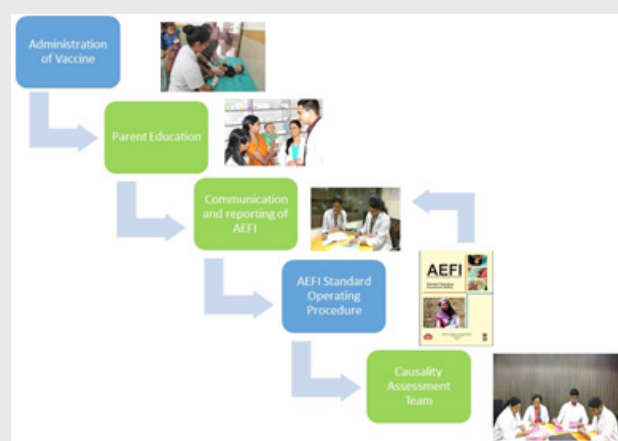 Administration
of Vaccine
Parent Education
Communication
and reporting of
AEFI
AEFI Standard
Operating
Procedure
AEFI
Causality
Assessment
Team